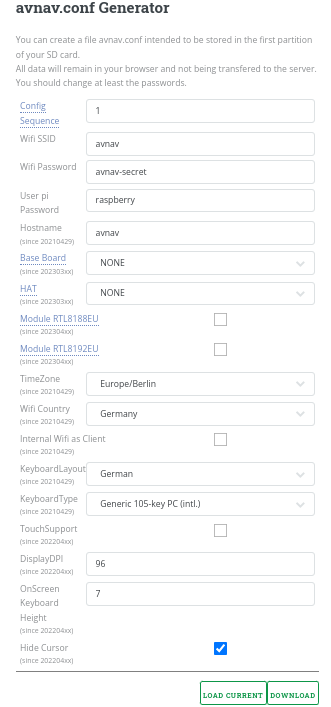 avnav.conf Generator
You can create a file avnav.conf intended to be stored in the first partition
of your SD card.
All data will remain in your browser and not being transfered to the server.
You should change at least the passwords.
Config
Sequence
1
Wifi SSID
avnav
Wifi Password
avnav-secret
User pi
Password
raspberry
Hostname
(since 20210429)
avnav
Base Board
(since 202303xx)
NONE
HAT
(since 202303xx)
NONE
Module RTL8188EU
(since 202304xx)
Module RTL8192EU
(since 202304xx)
TimeZone
(since 20210429)
Europe/Berlin
Wifi Country
(since 20210429)
Germany
Internal Wifi as Client
(since 20210429)
KeyboardLayout
(since 20210429)
German
KeyboardType
(since 20210429)
Generic 105-key PC (intl.)
TouchSupport
(since 202204xx)
DisplayDPI
(since 202204xx)
96
OnScreen
Keyboard
Height
(since 202204xx)
7
Hide Cursor
(since 202204xx)
LOAD CURRENT
DOWNLOAD